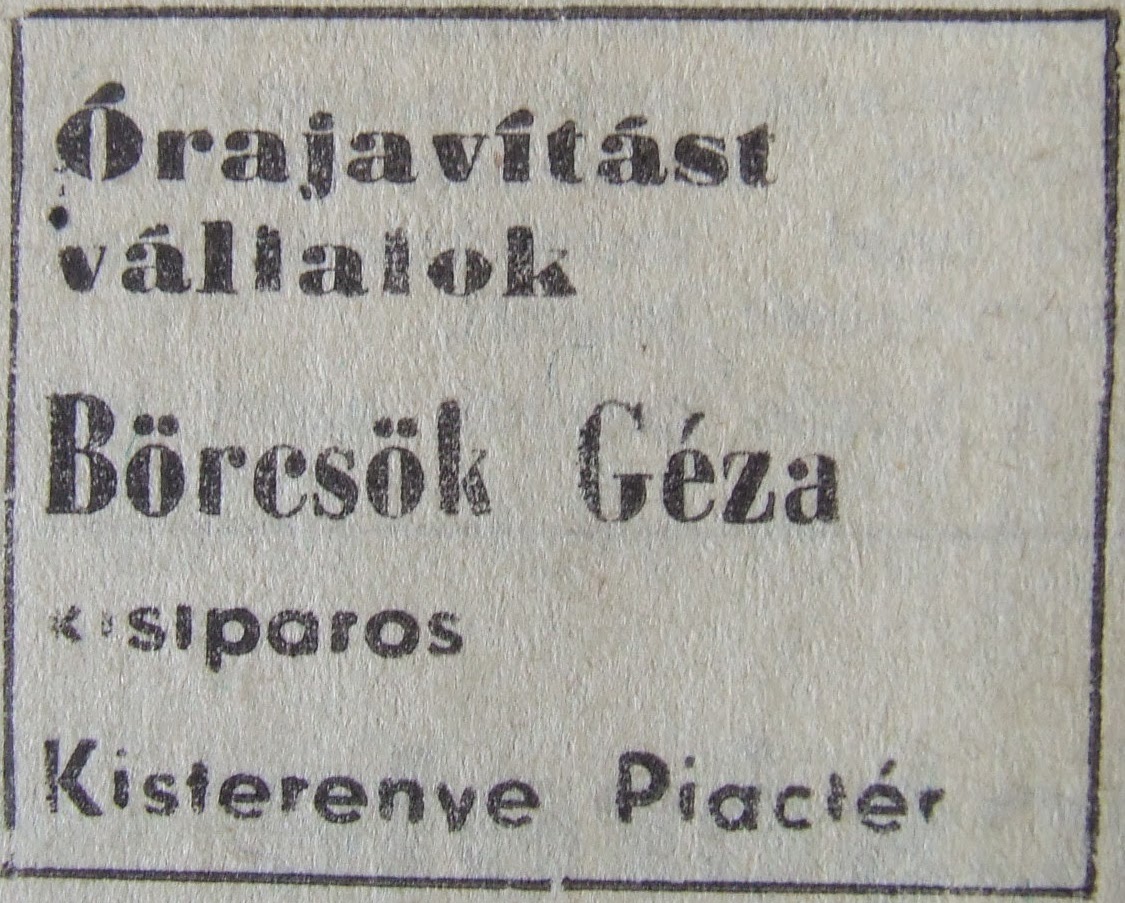 Órajavítást
vállalok
Börcsök Géza
kisiparos
Kisterenye Piactér